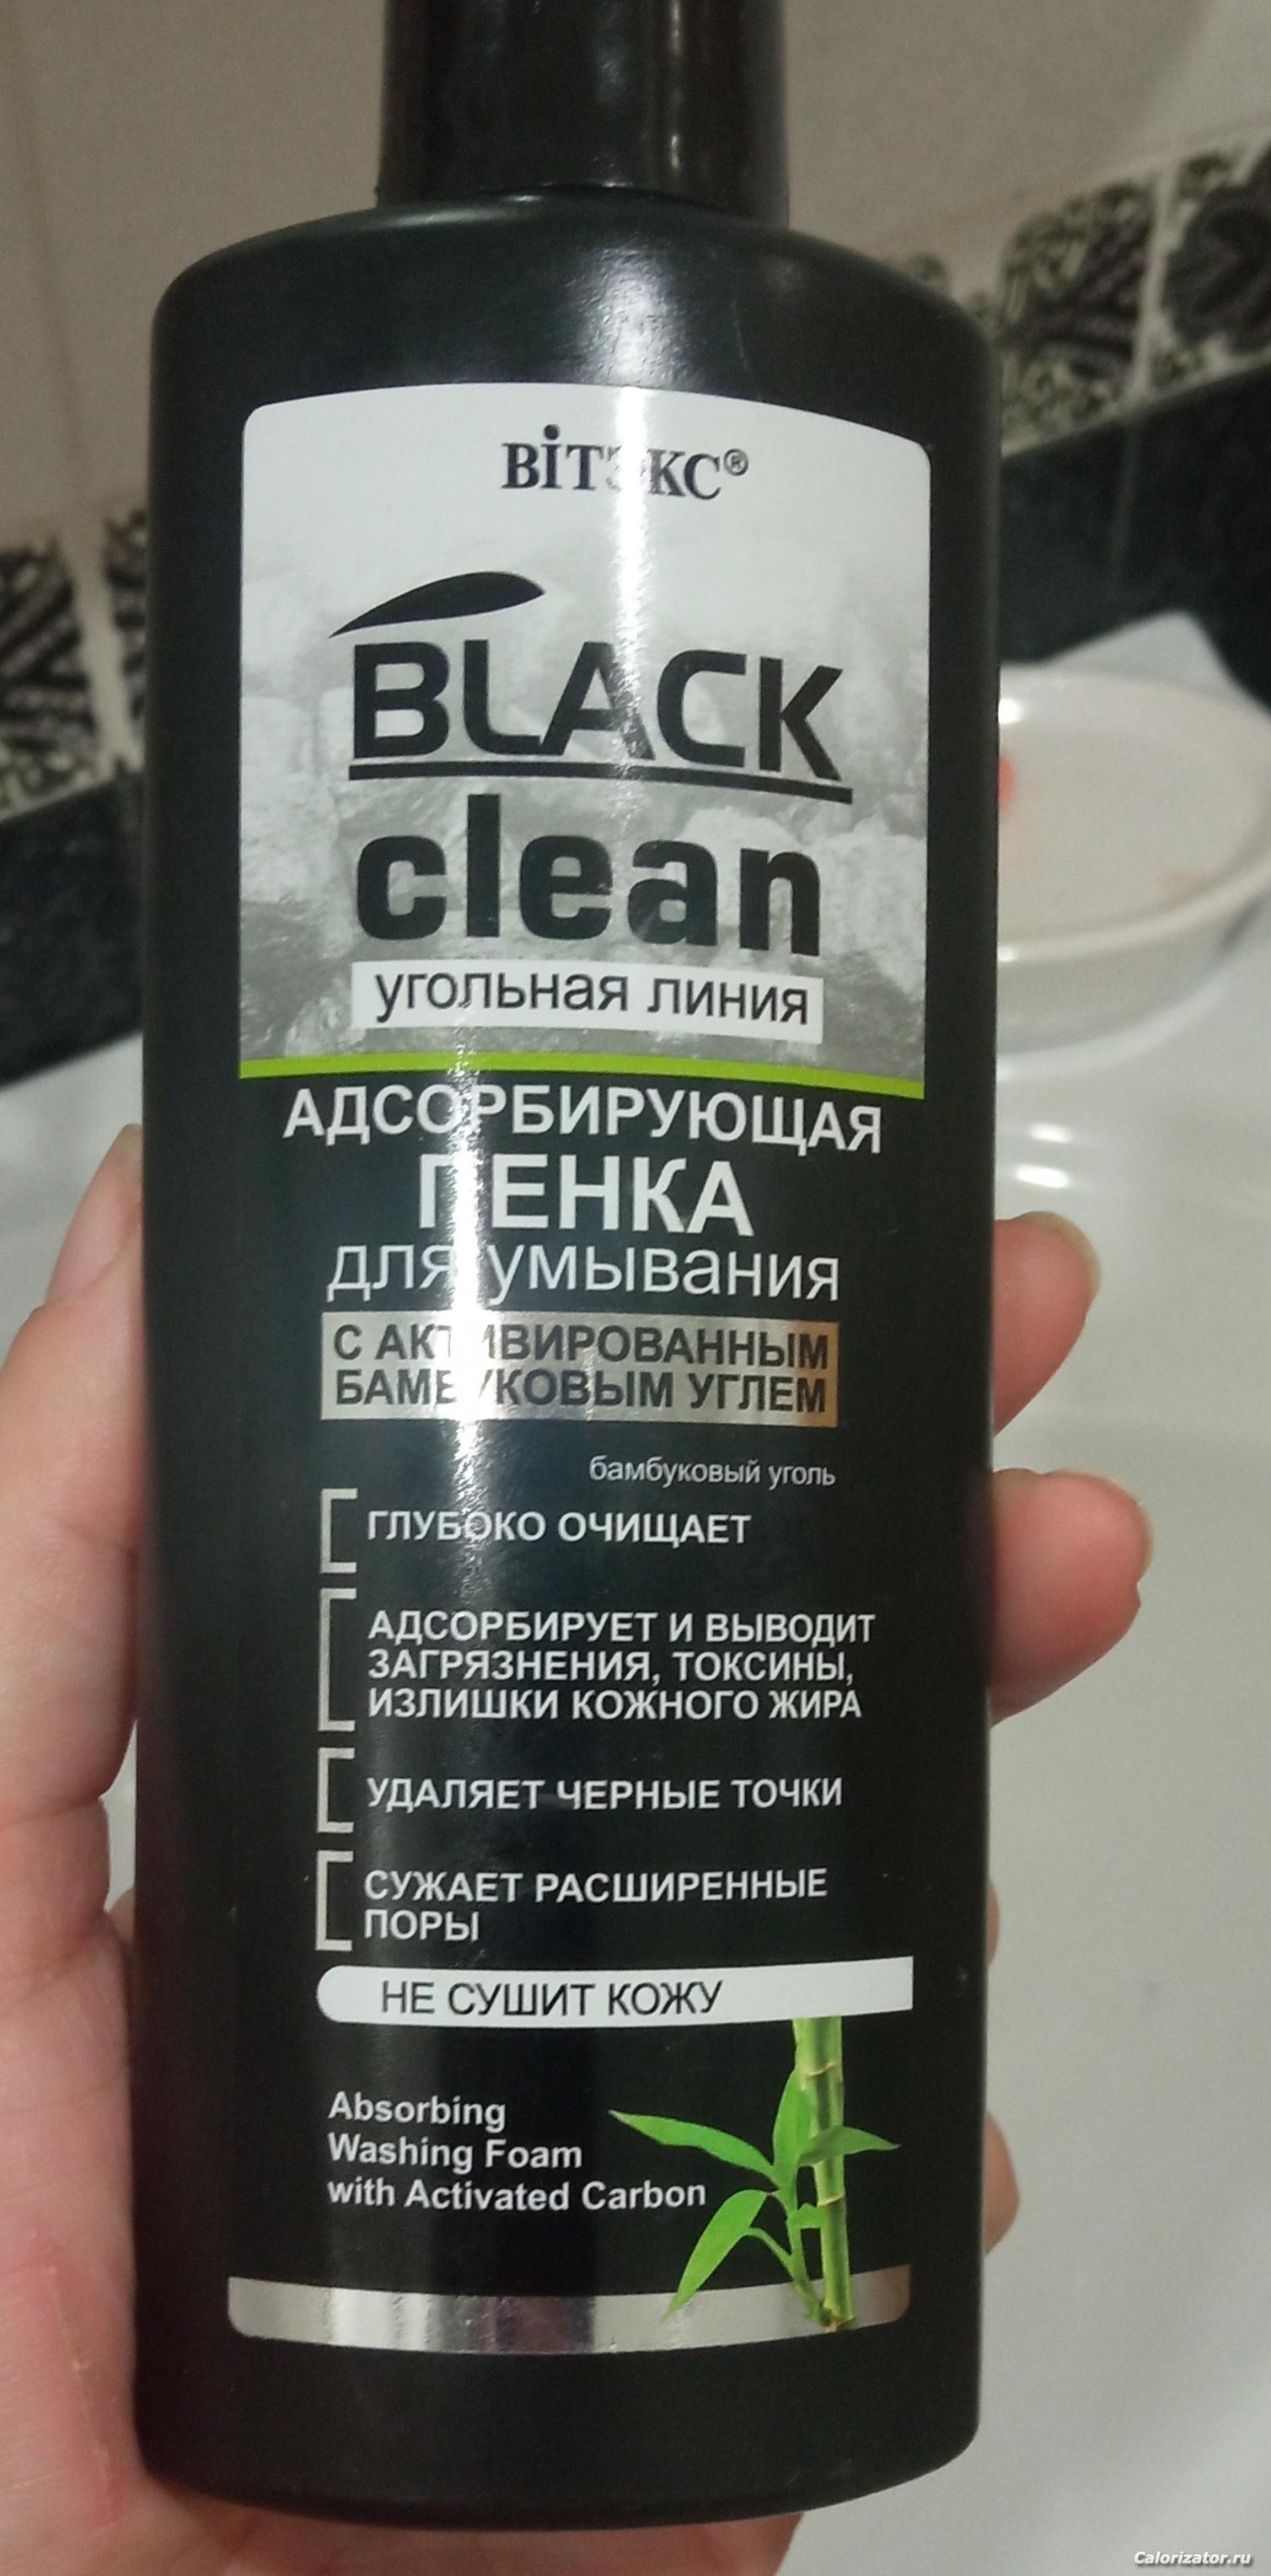 ВİТЭКС®
BLACK
clean
угольная линия
АДСОРБИРУЮЩАЯ
ПЕНКА
для умывания
С АКТИВИРОВАННЫМ
БАМБУКОВЫМ УГЛЕМ
бамбуковый уголь
ГЛУБОКО ОЧИЩАЕТ
АДСОРБИРУЕТ И ВЫВОДИТ
ЗАГРЯЗНЕНИЯ, ТОКСИНЫ,
ИЗЛИШКИ КОЖНОГО ЖИРА
УДАЛЯЕТ ЧЕРНЫЕ ТОЧКИ
СУЖАЕТ РАСШИРЕННЫЕ
ПОРЫ
НЕ СУШИТ КОЖУ
Absorbing
Washing Foam
with Activated Carbon
Calorizator.ru